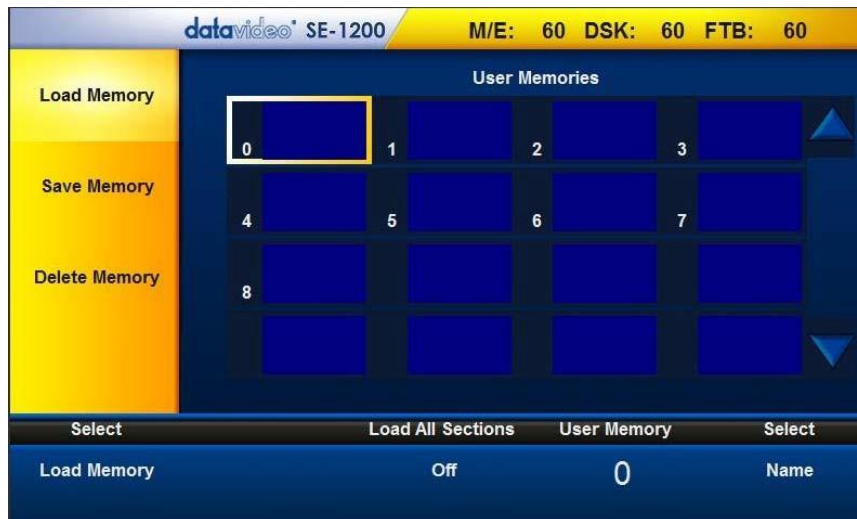 datavideo SE-1200 M/E: 60 DSK: 60 FTB: 60
Load Memory
Save Memory
Delete Memory
User Memories
0 1 2 3
4 5 6 7
8
Select Load All Sections User Memory Select
Load Memory Off 0 Name